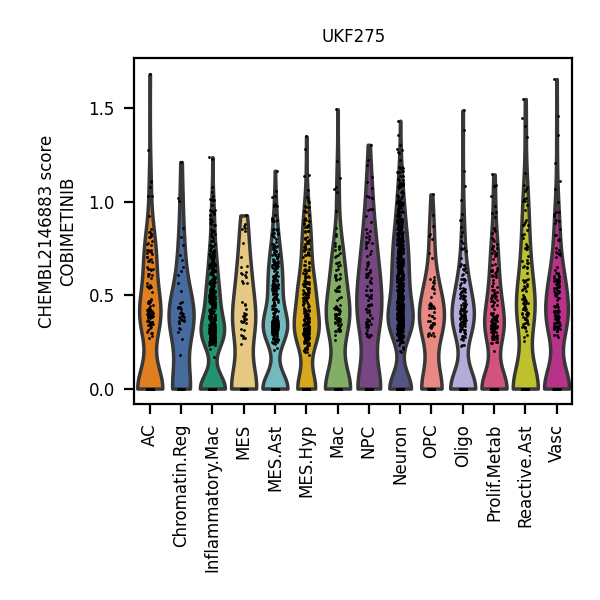 UKF275
CHEMBL2146883 score
COBIMETINIB
1.5
1.0
0.5
0.0
AC
Chromatin.Reg
Inflammatory.Mac
MES
MES.Ast
MES.Hyp
Mac
NPC
Neuron
OPC
Oligo
Prolif.Metab
Reactive.Ast
Vasc